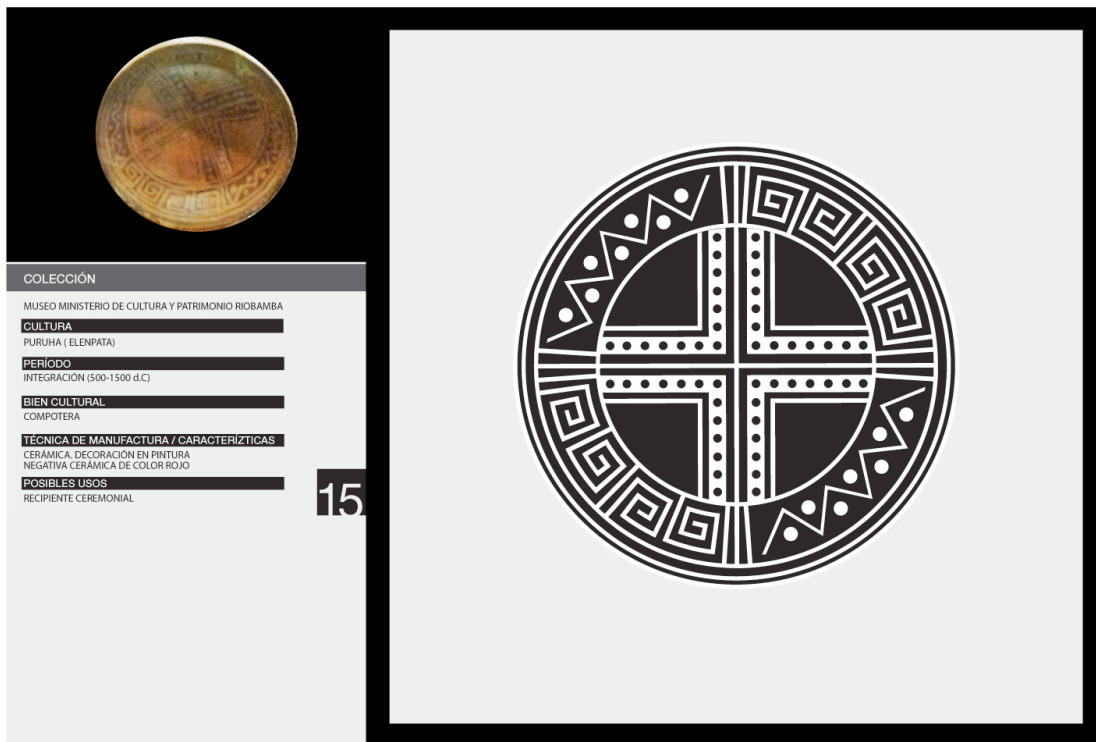 COLECCIÓN
MUSEO MINISTERIO DE CULTURA Y PATRIMONIO RIOBAMBA
CULTURA
PURUHA ( ELENPATA)
PERÍODO
INTEGRACIÓN (500-1500 d.C)
BIEN CULTURAL
COMPOTERA
TÉCNICA DE MANUFACTURA / CARACTERÍZTICAS
CERÁMICA, DECORACIÓN EN PINTURA
NEGATIVA CERÁMICA DE COLOR ROJO
POSIBLES USOS
RECIPIENTE CEREMONIAL
15